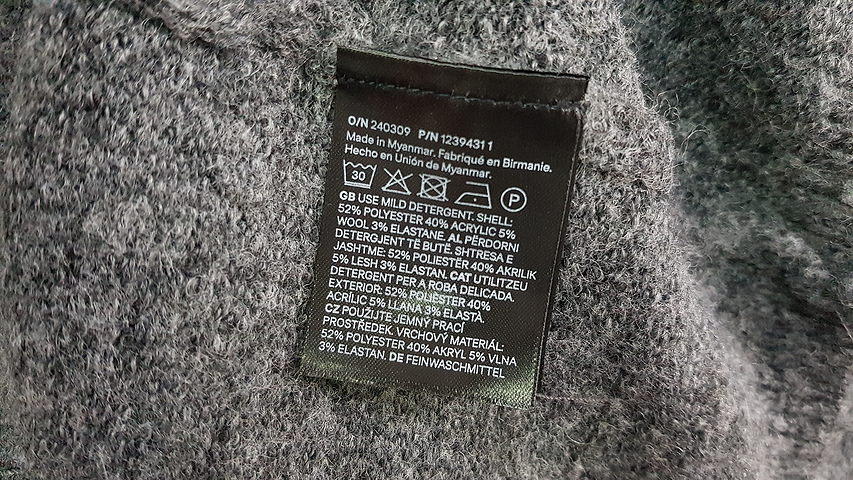 O/N 240309 P/N 12394311
Made in Myanmar. Fabriqué en Birmanie.
Hecho en Unión de Myanmar.
30 P
GB USE MILD DETERGENT. SHELL:
52% POLYESTER 40% ACRYLIC 5%
WOOL 3% ELASTANE. AL PËRDORNI
DETERGJENT TË BUTË. SHTRESA E
JASHTME: 52% POLIESTËR 40% AKRILIK
5% LESH 3% ELASTAN. CAT UTILITZEU
DETERGENT PER A ROBA DELICADA.
EXTERIOR: 52% POLIÈSTER 40%
ACRÍLIC 5% LLANA 3% ELASTÀ.
CZ POUŽIJTE JEMNÝ PRACÍ
PROSTŘEDEK. VRCHOVÝ MATERIÁL:
52% POLYESTER 40% AKRYL 5% VLNA
3% ELASTAN. DE FEINWASCHMITTEL